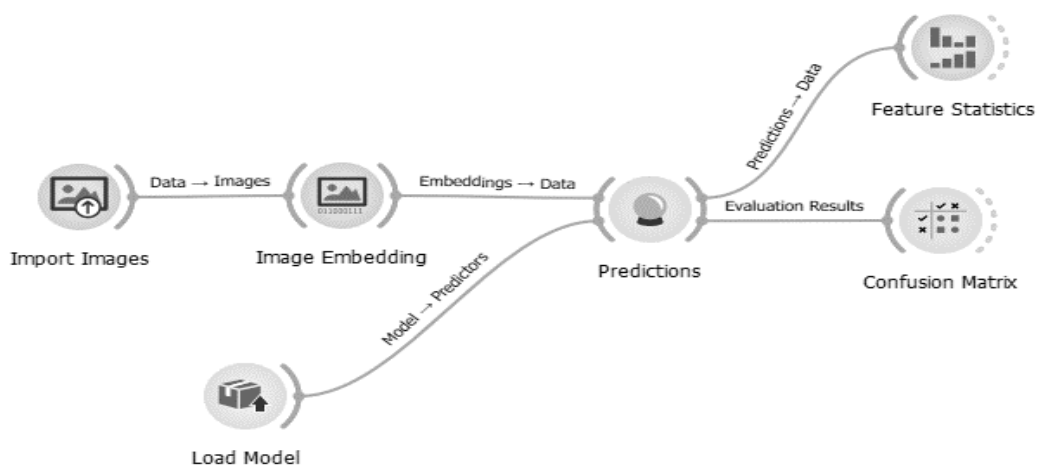 Predictions → Data
Feature Statistics
Data → Images
Embeddings → Data
Evaluation Results
011000111
Import Images
Image Embedding
Predictions
Confusion Matrix
Model → Predictors
Load Model